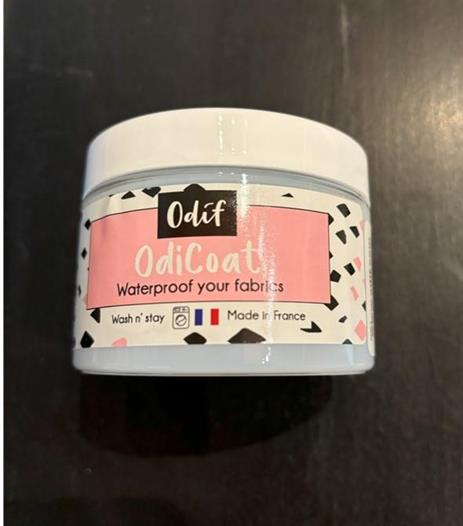 Odif
OdiCoat
Waterproof your fabrics
Wash n' stay Made in France